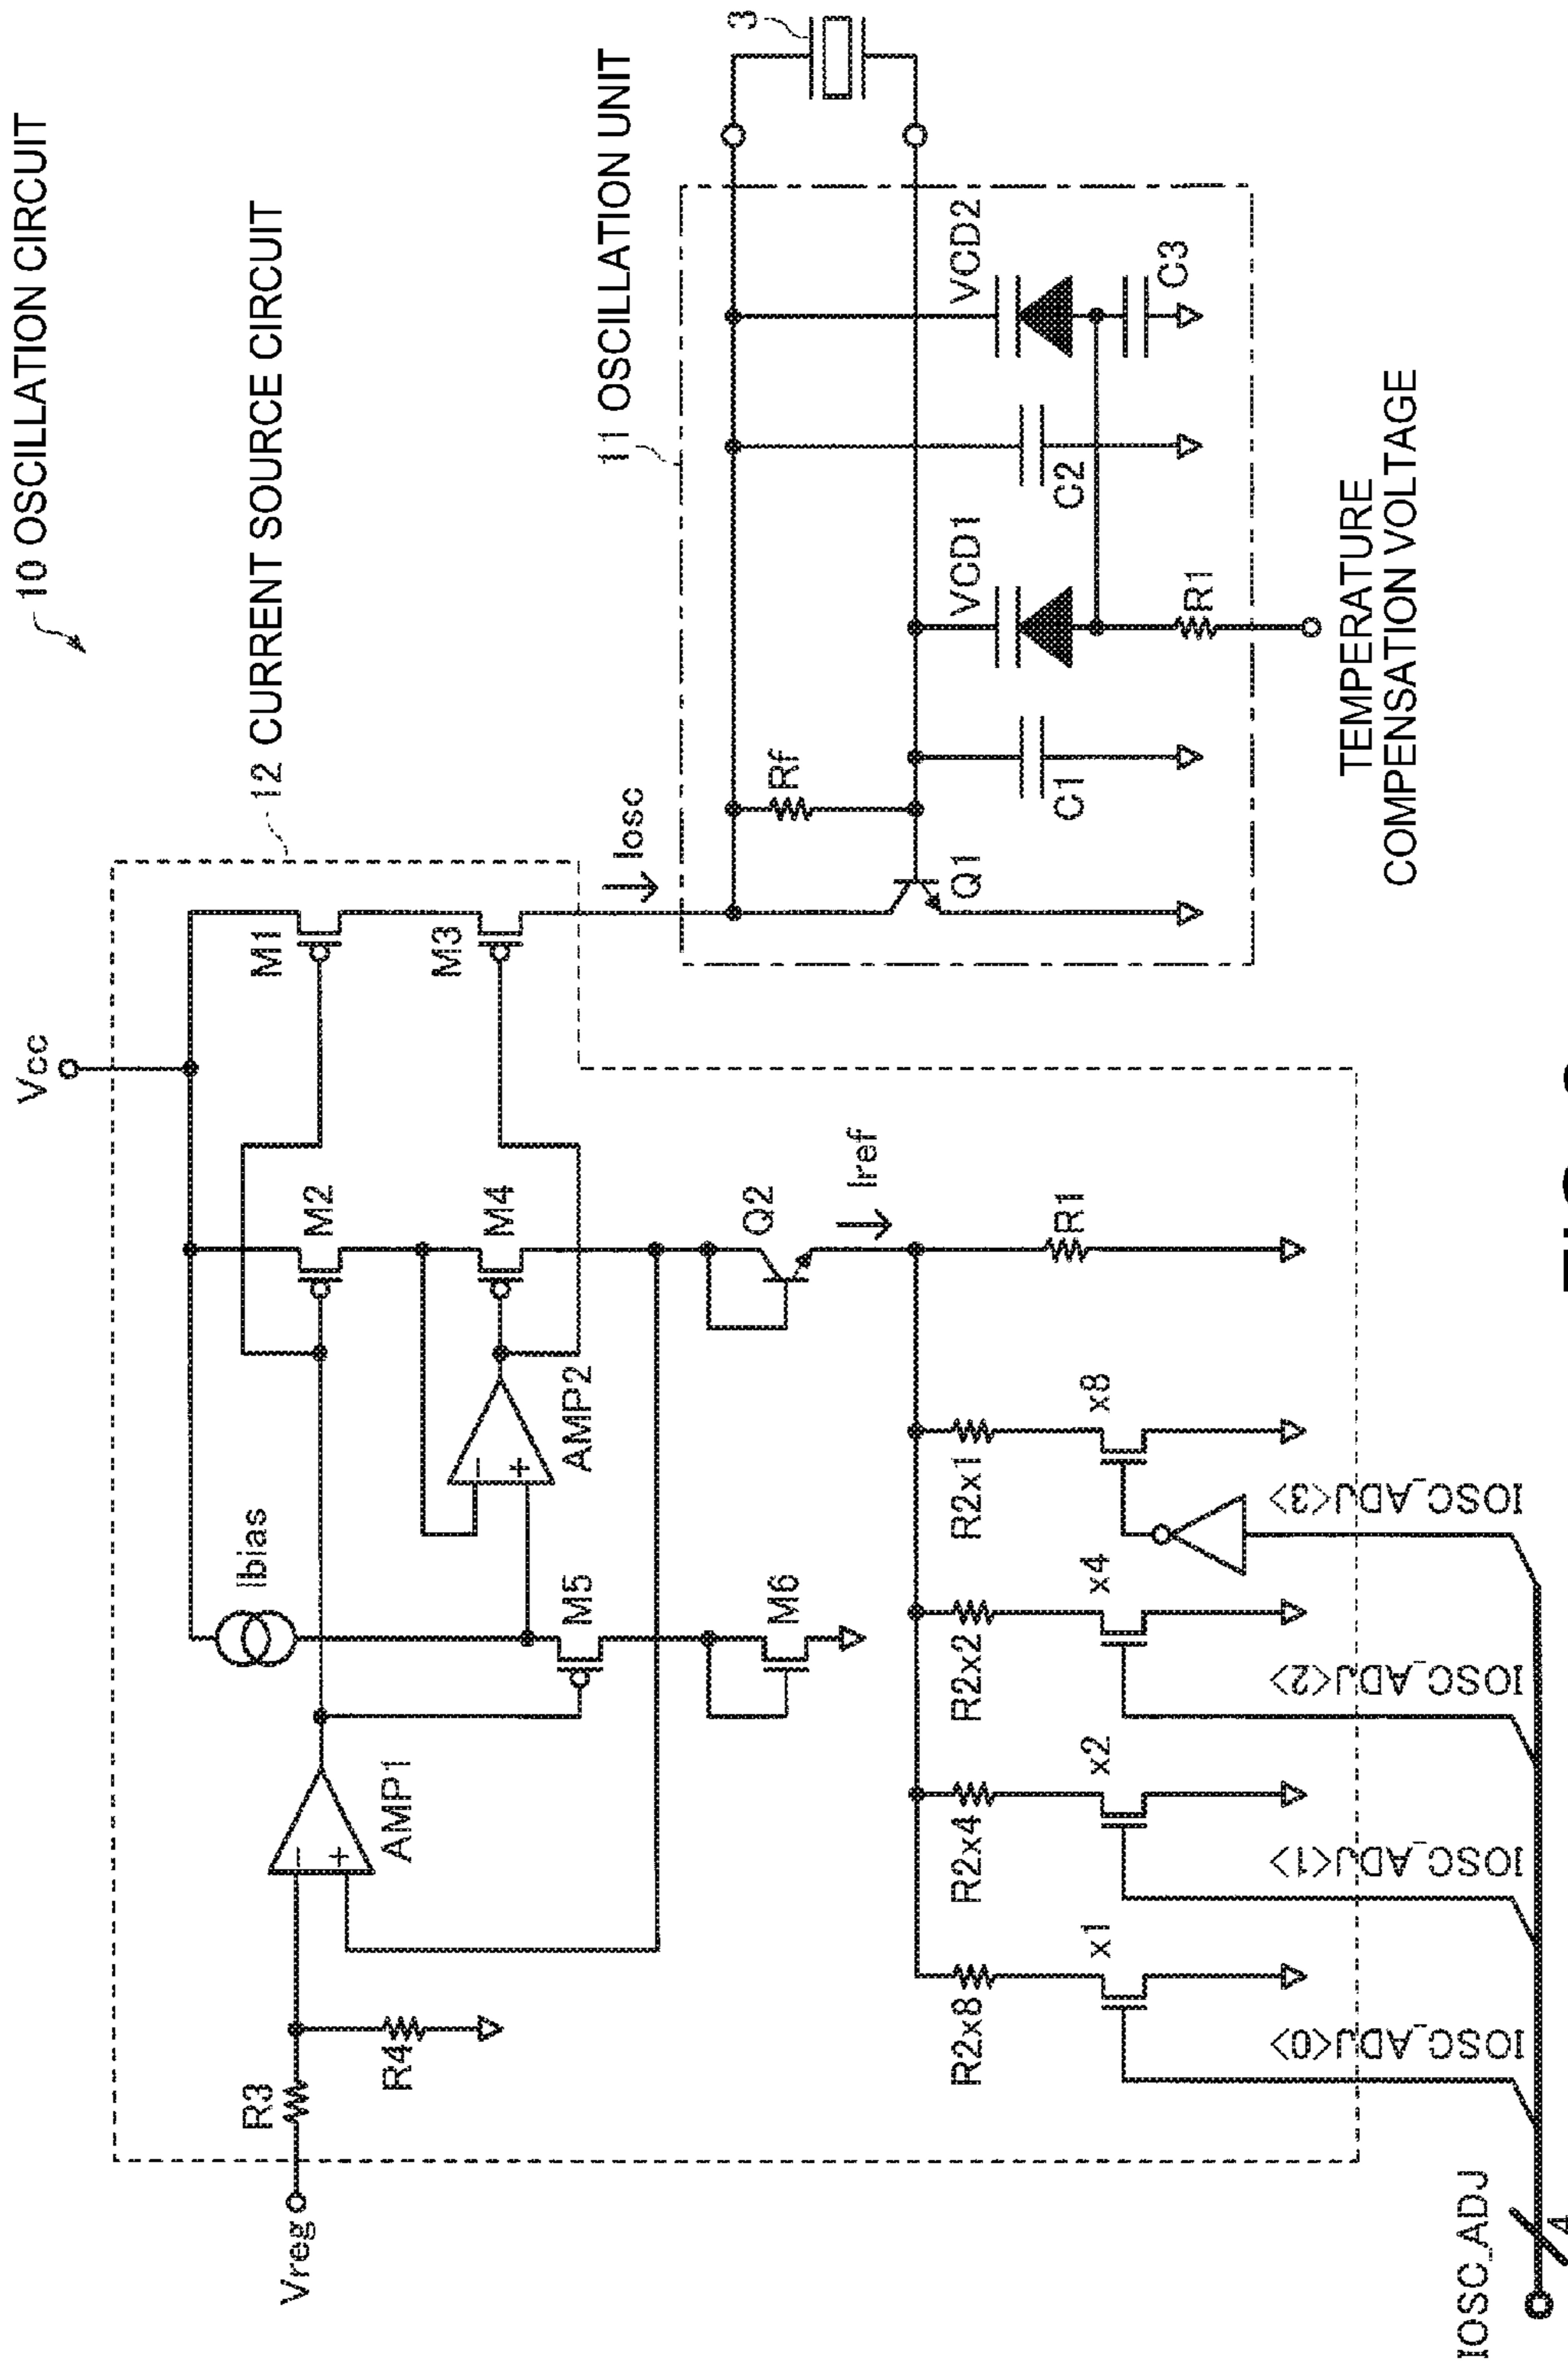 10 OSCILLATION CIRCUIT
12 CURRENT SOURCE CIRCUIT
Vcc
Vreg
R3
R4
AMP1
Ibias
M5
M6
AMP2
M2
M4
M1
M3
Q2
Iref
Iosc
R1
R2x8
R2x4
R2x2
R2x1
x1
x2
x4
x8
IOSC_ADJ<0>
IOSC_ADJ<1>
IOSC_ADJ<2>
IOSC_ADJ<3>
IOSC_ADJ
4
11 OSCILLATION UNIT
3
Rf
Q1
C1
VCD1
C2
VCD2
C3
R1
TEMPERATURE
COMPENSATION VOLTAGE